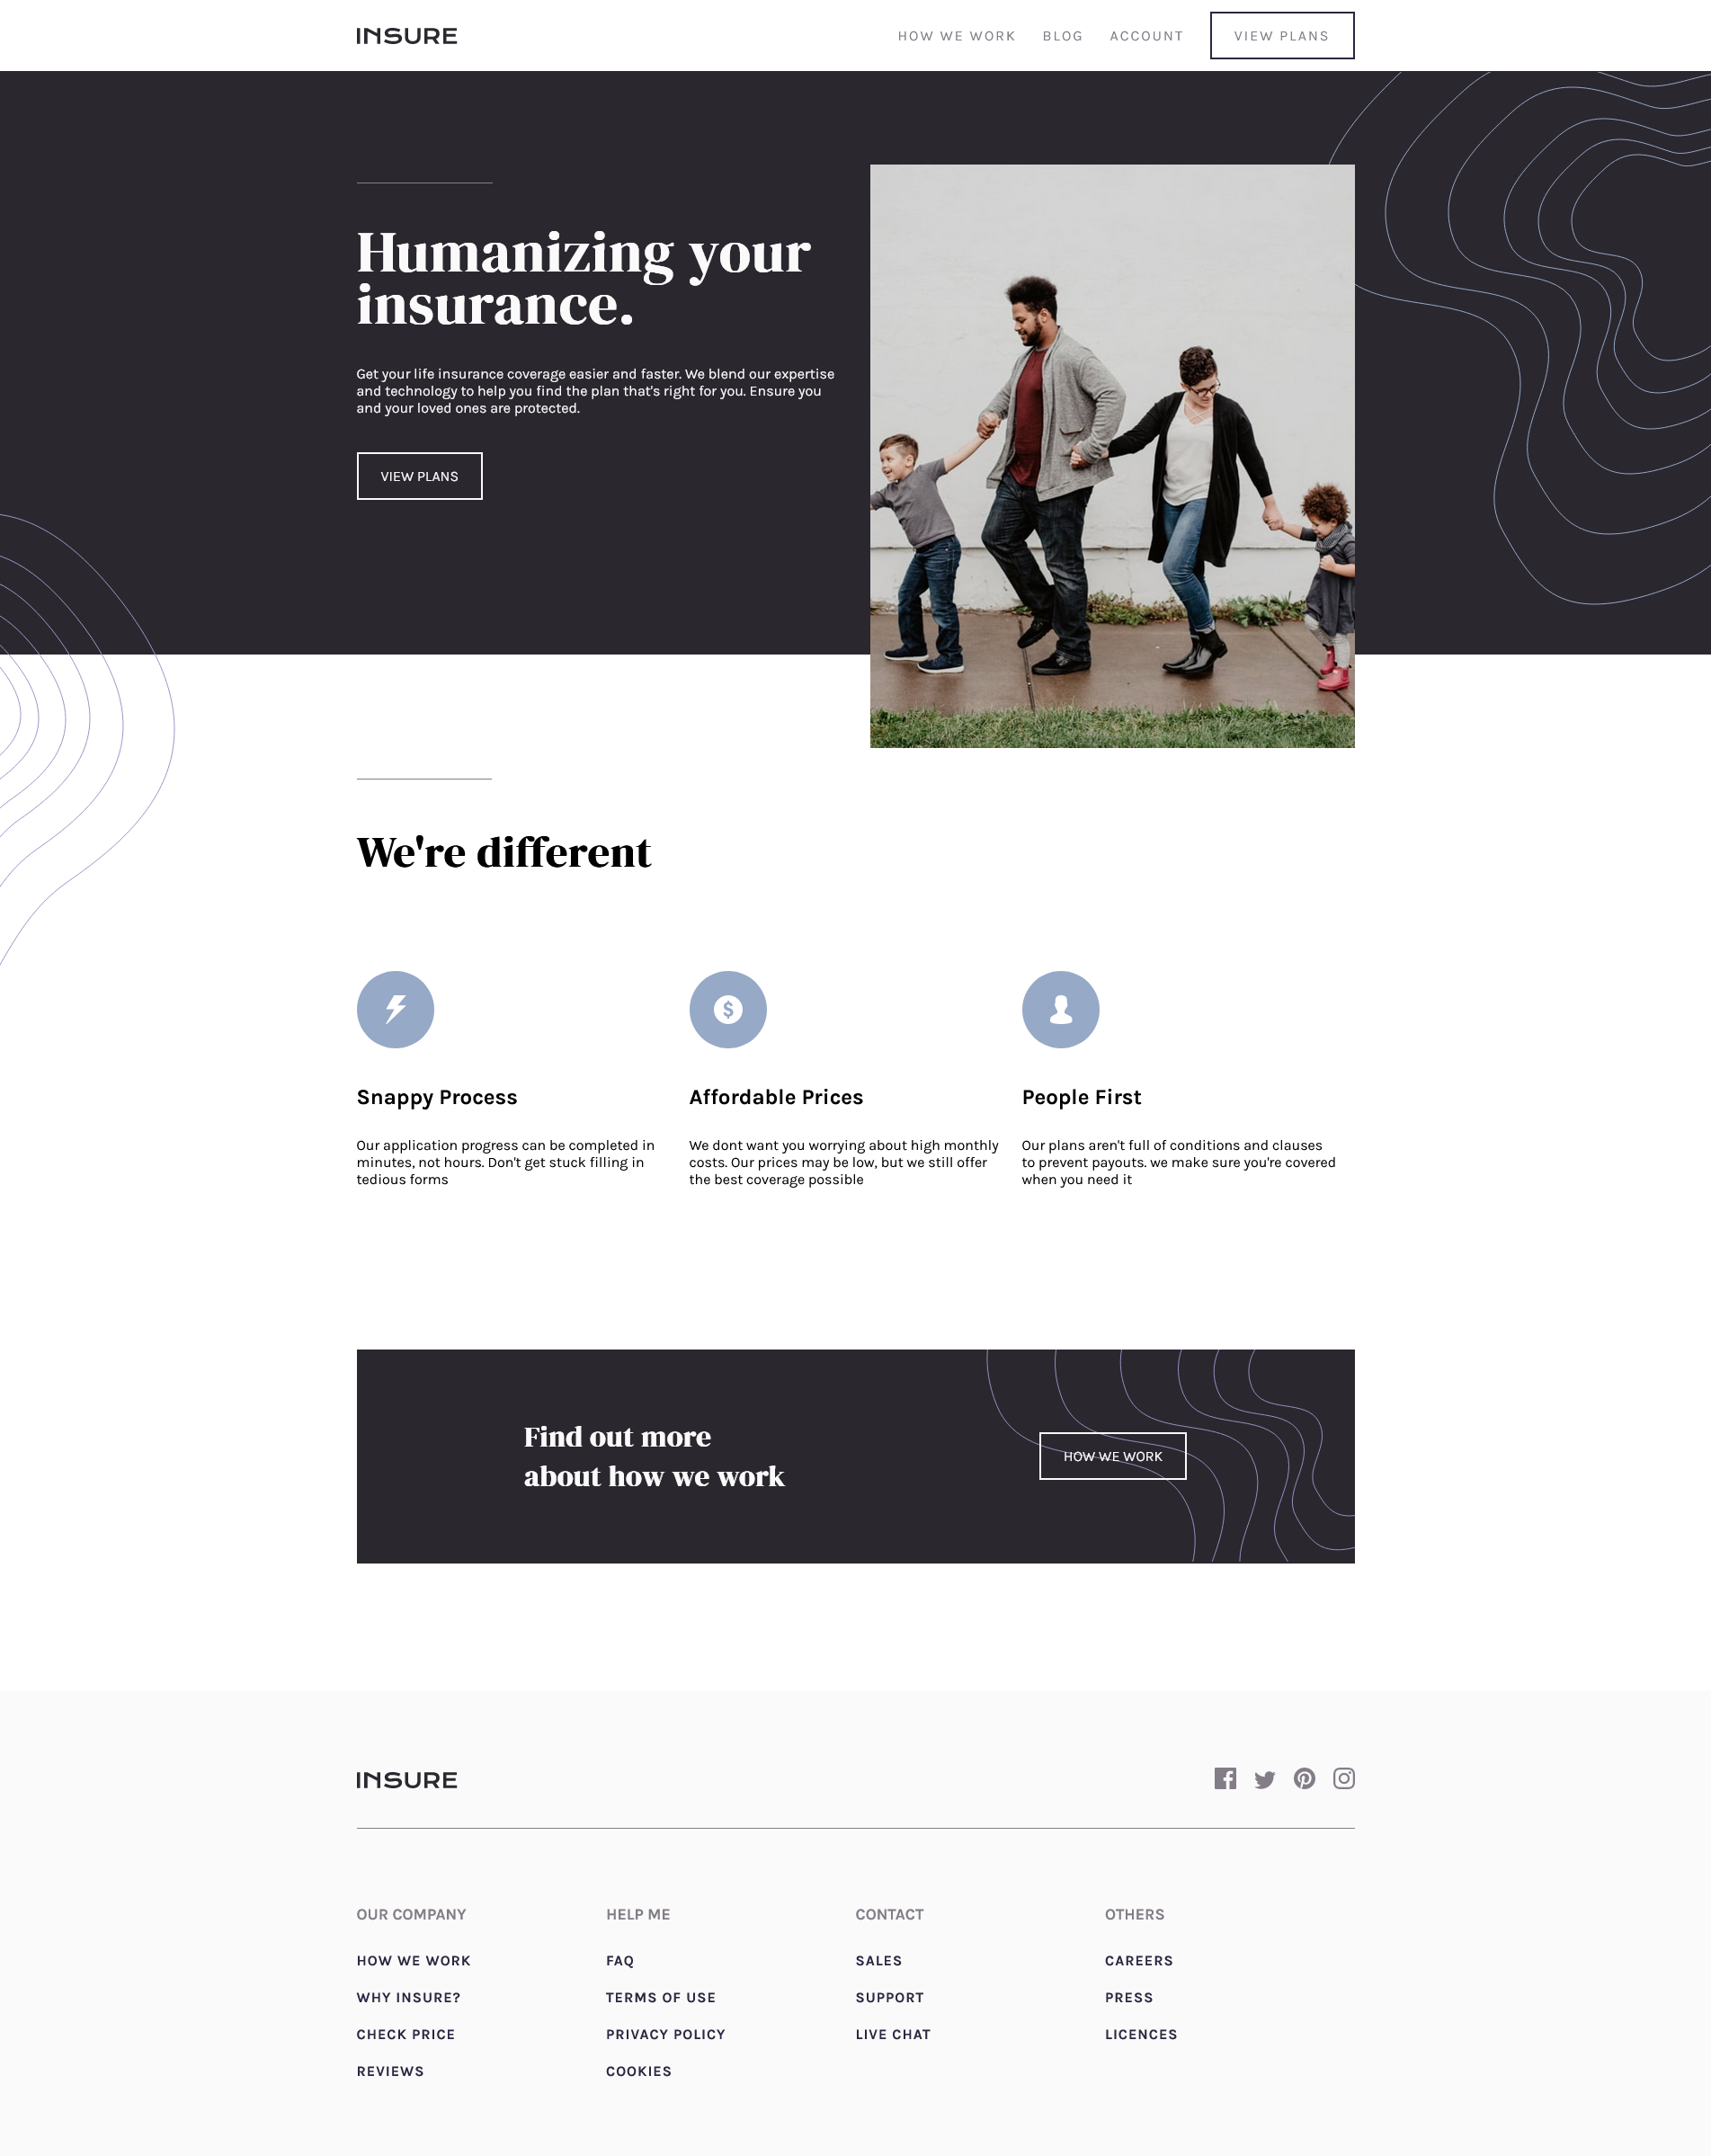 INSURE
HOW WE WORK
BLOG
ACCOUNT
VIEW PLANS
Humanizing your
insurance.
Get your life insurance coverage easier and faster. We blend our expertise
and technology to help you find the plan that's right for you. Ensure you
and your loved ones are protected.
VIEW PLANS
We're different
Snappy Process
Our application progress can be completed in
minutes, not hours. Don't get stuck filling in
tedious forms
Affordable Prices
We dont want you worrying about high monthly
costs. Our prices may be low, but we still offer
the best coverage possible
People First
Our plans aren't full of conditions and clauses
to prevent payouts. we make sure you're covered
when you need it
Find out more
about how we work
HOW WE WORK
INSURE
OUR COMPANY
HOW WE WORK
WHY INSURE?
CHECK PRICE
REVIEWS
HELP ME
FAQ
TERMS OF USE
PRIVACY POLICY
COOKIES
CONTACT
SALES
SUPPORT
LIVE CHAT
OTHERS
CAREERS
PRESS
LICENCES